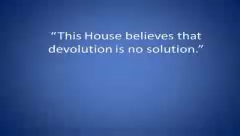 “This House believes that
devolution is no solution.”